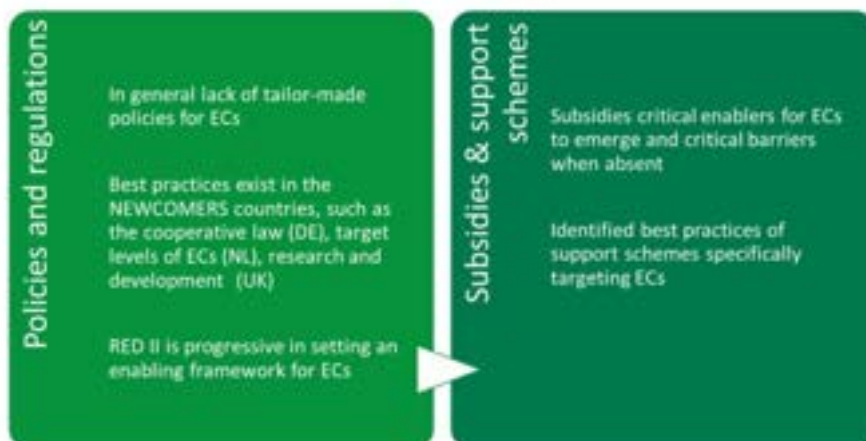 Policies and regulations
In general lack of tailor-made
policies for ECs
Best practices exist in the
NEWCOMERS countries, such as
the cooperative law (DE), target
levels of ECs (NL), research and
development (UK)
RED II is progressive in setting an
enabling framework for ECs
Subsidies & support
schemes
Subsidies critical enablers for ECs
to emerge and critical barriers
when absent
Identified best practices of
support schemes specifically
targeting ECs